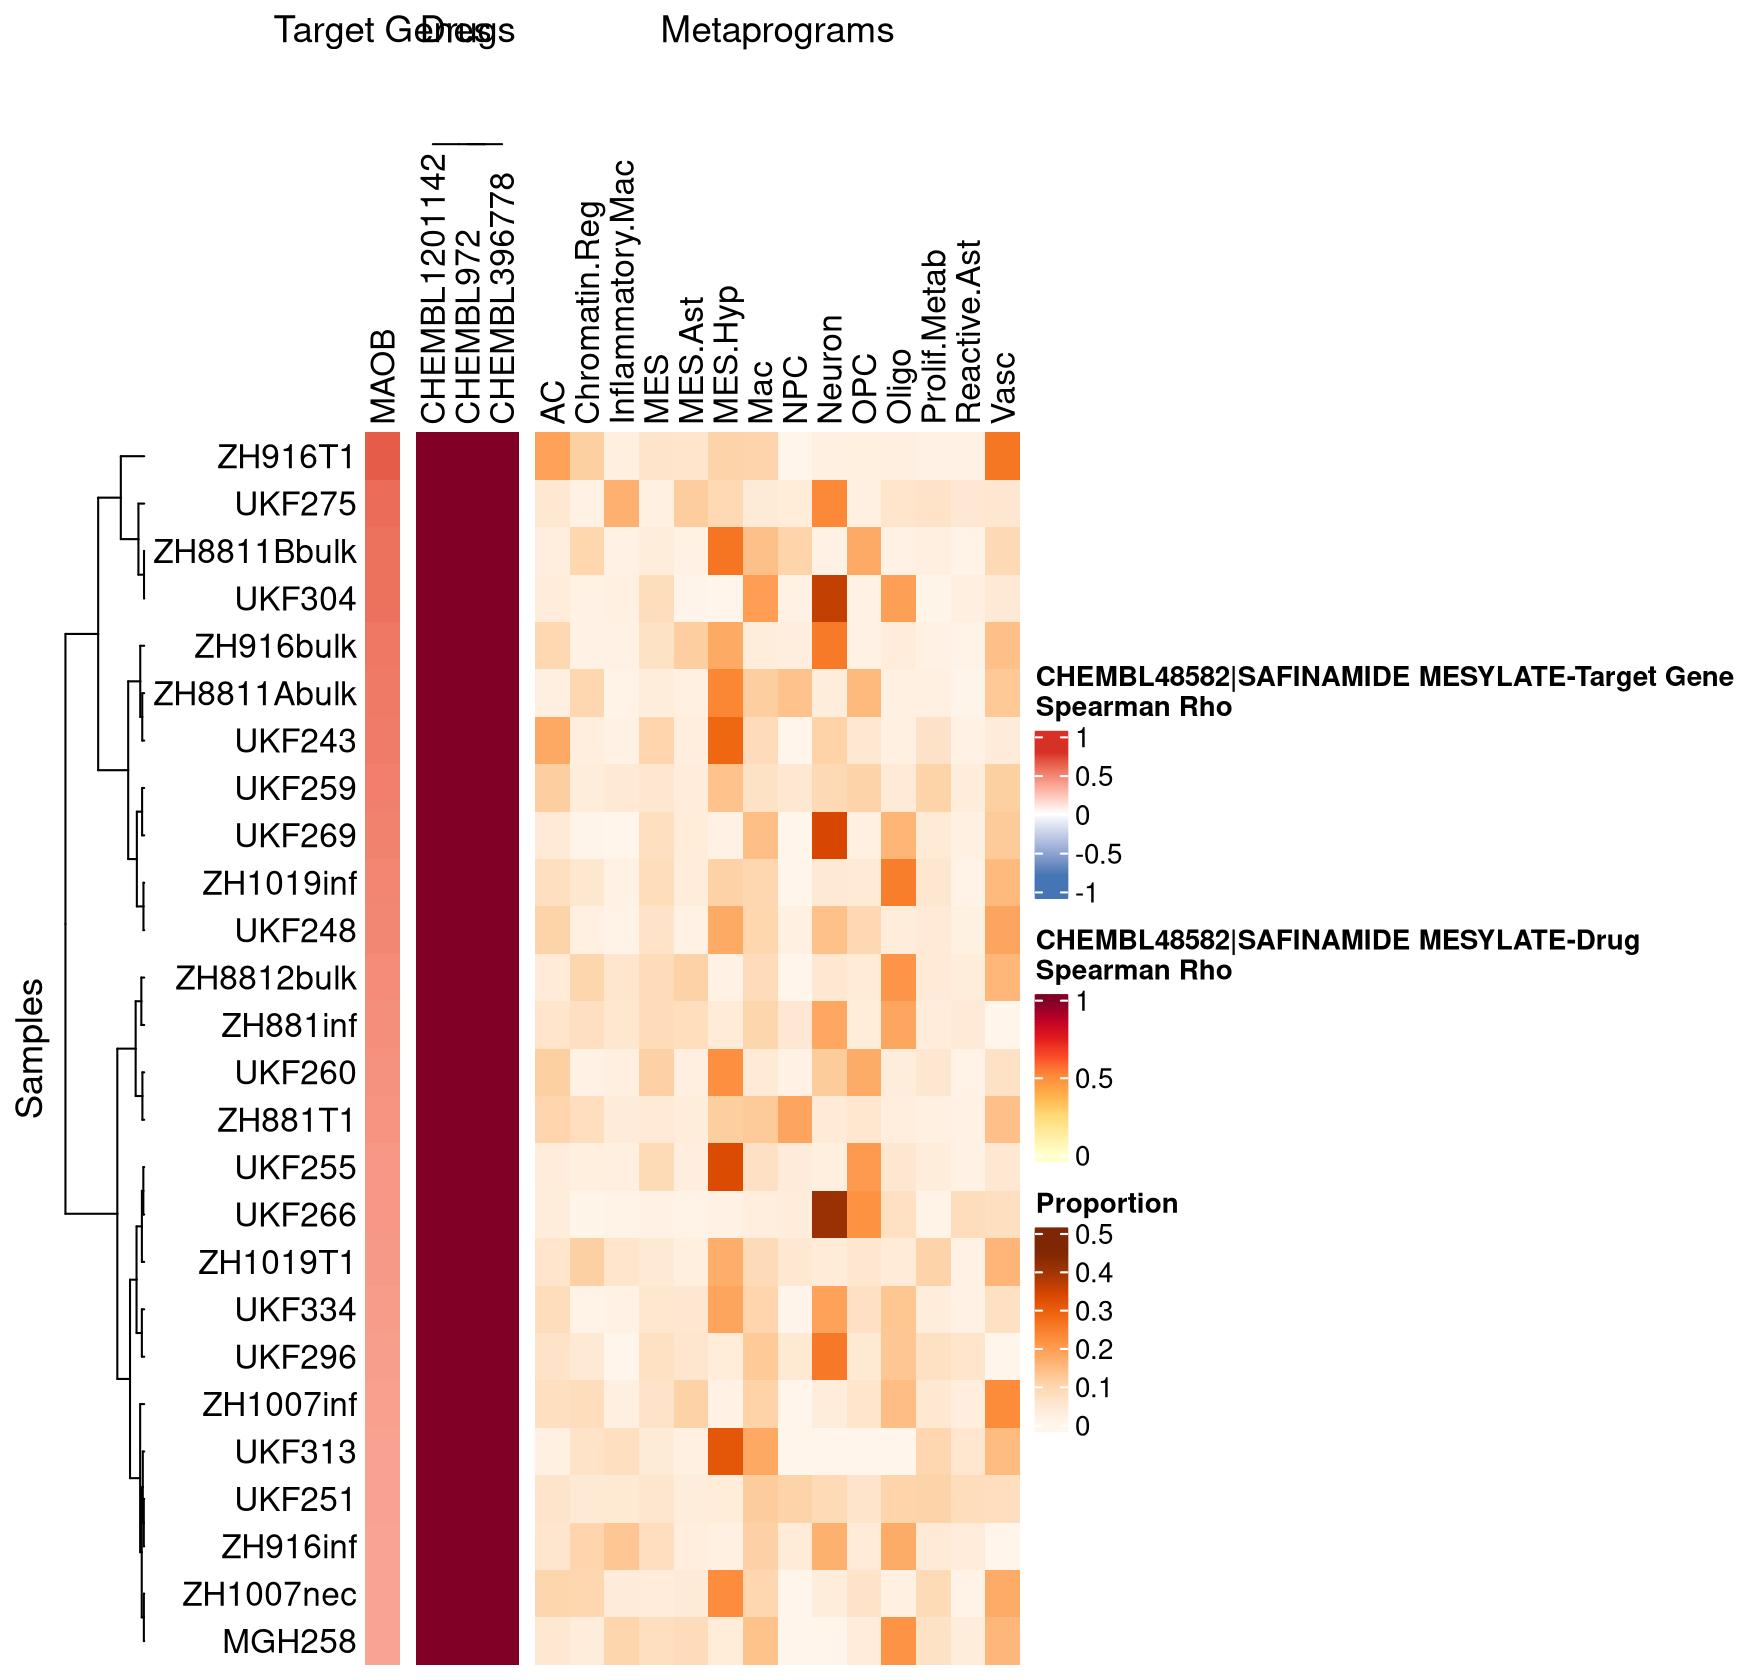 Target Genes Drugs Metaprograms
MAOB
CHEMBL1201142
CHEMBL972
CHEMBL396778
AC
Chromatin.Reg
Inflammatory.Mac
MES
MES.Ast
MES.Hyp
Mac
NPC
Neuron
OPC
Oligo
Prolif.Metab
Reactive.Ast
Vasc
Samples
ZH916T1
UKF275
ZH8811Bbulk
UKF304
ZH916bulk
ZH8811Abulk
UKF243
UKF259
UKF269
ZH1019inf
UKF248
ZH8812bulk
ZH881inf
UKF260
ZH881T1
UKF255
UKF266
ZH1019T1
UKF334
UKF296
ZH1007inf
UKF313
UKF251
ZH916inf
ZH1007nec
MGH258
CHEMBL48582|SAFINAMIDE MESYLATE-Target Gene
Spearman Rho
1
0.5
0
-0.5
-1
CHEMBL48582|SAFINAMIDE MESYLATE-Drug
Spearman Rho
1
0.5
0
Proportion
0.5
0.4
0.3
0.2
0.1
0